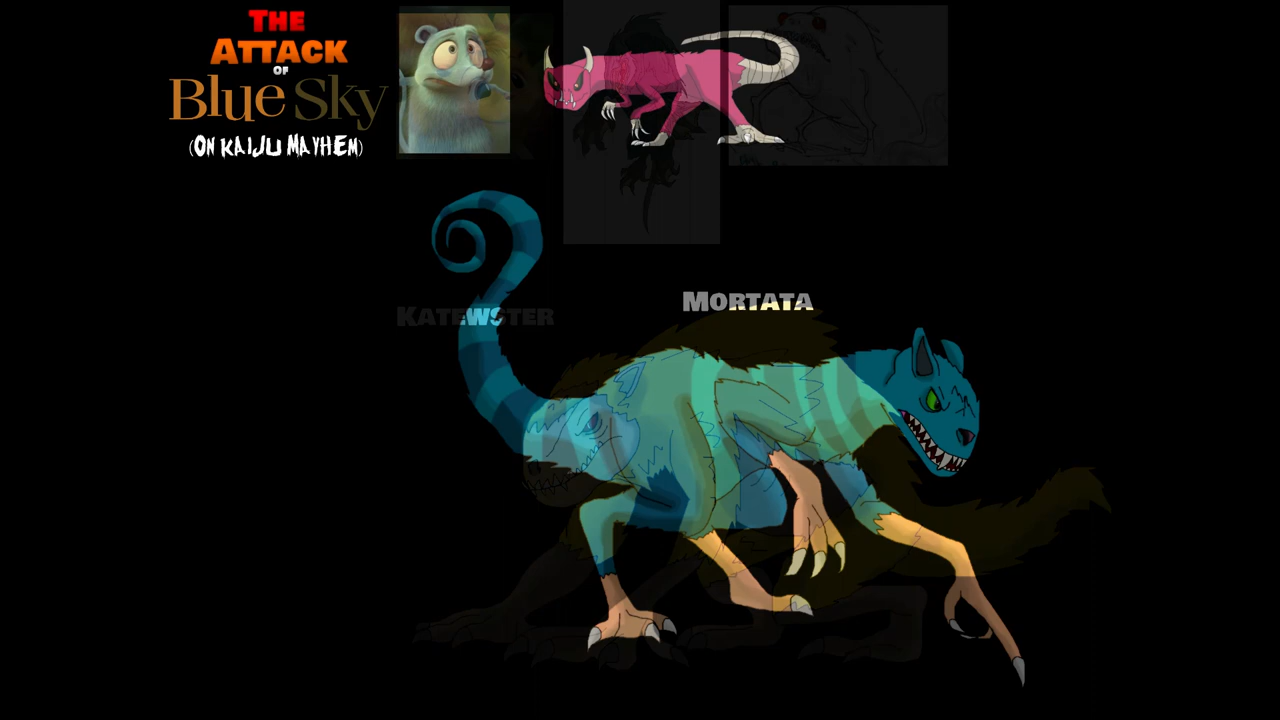 THE
ATTACK
OF
BLUE SKY
(ON KAIJU MAYHEM)
KATEWSTER
MORTATA